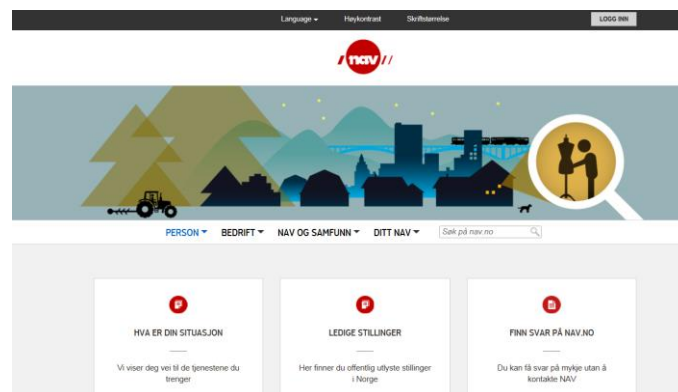 Language
Høykontrast
Skriftstørrelse
LOGG INN
nav
PERSON
BEDRIFT
NAV OG SAMFUNN
DITT NAV
Søk på nav.no
HVA ER DIN SITUASJON
Vi viser deg vei til de tjenestene du
trenger
LEDIGE STILLINGER
Her finner du offentlig utlyste stillinger
i Norge
FINN SVAR PÅ NAV.NO
Du kan få svar på mykje utan å
kontakte NAV